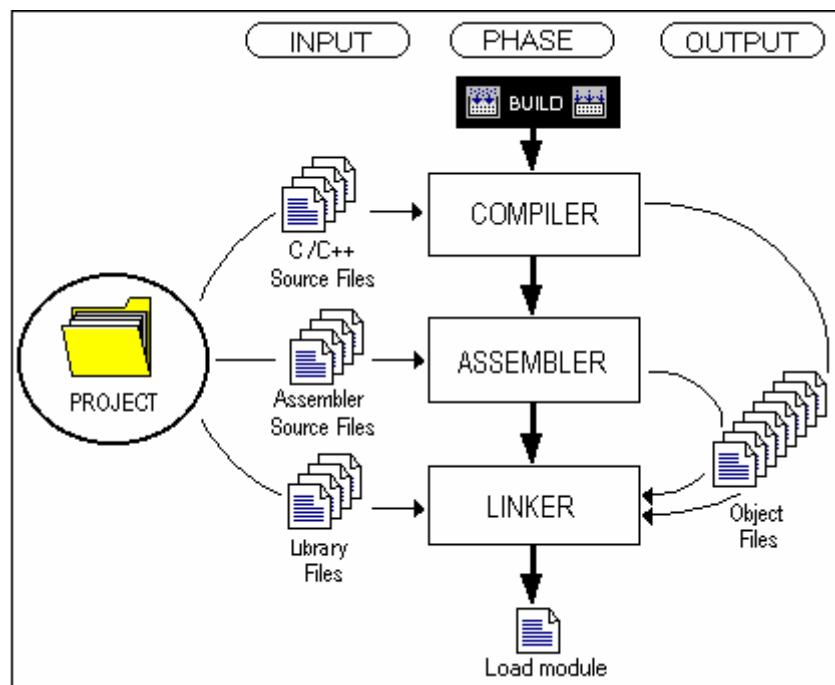 INPUT
PHASE
OUTPUT
BUILD
COMPILER
C/C++
Source Files
ASSEMBLER
PROJECT
Assembler
Source Files
LINKER
Object
Files
Library
Files
Load module